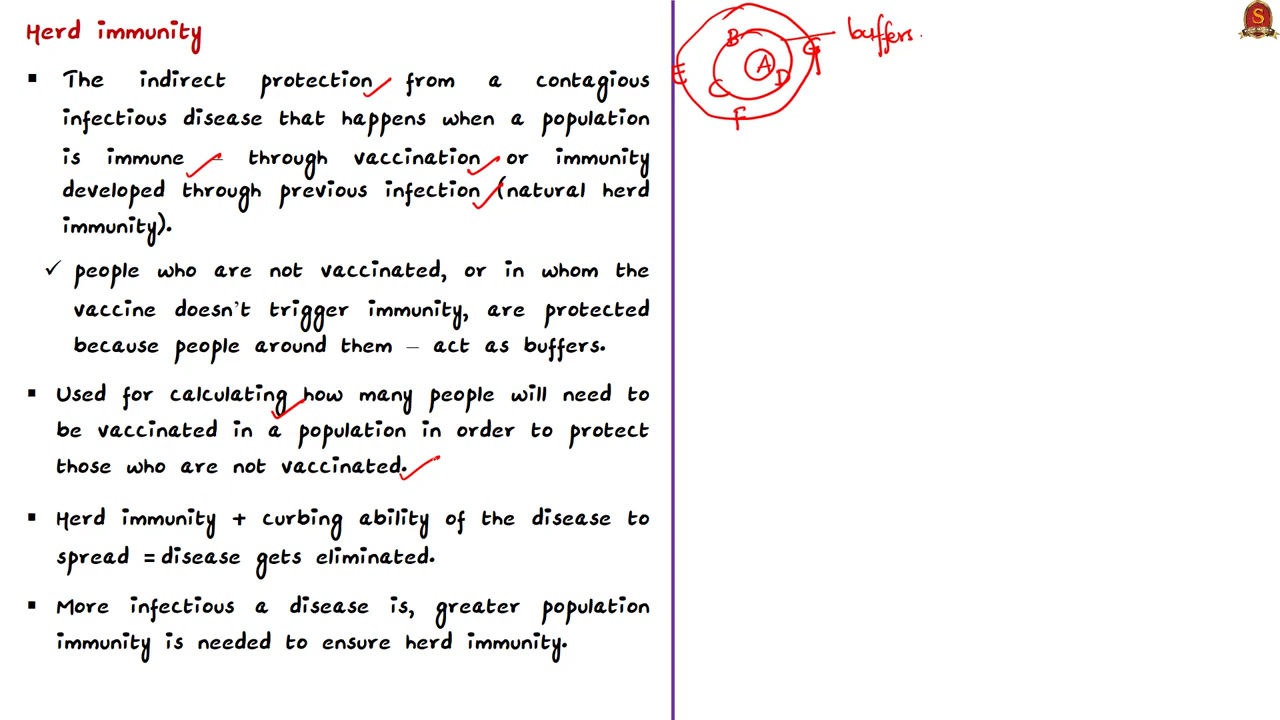 Herd immunity
▪ The indirect protection from a contagious
infectious disease that happens when a population
is immune – through vaccination or immunity
developed through previous infection (natural herd
immunity).
✓ people who are not vaccinated, or in whom the
vaccine doesn't trigger immunity, are protected
because people around them – act as buffers.
▪ Used for calculating how many people will need to
be vaccinated in a population in order to protect
those who are not vaccinated.
▪ Herd immunity + curbing ability of the disease to
spread = disease gets eliminated.
▪ More infectious a disease is, greater population
immunity is needed to ensure herd immunity.
buffers.
B
G
A
E
D
C
F
S